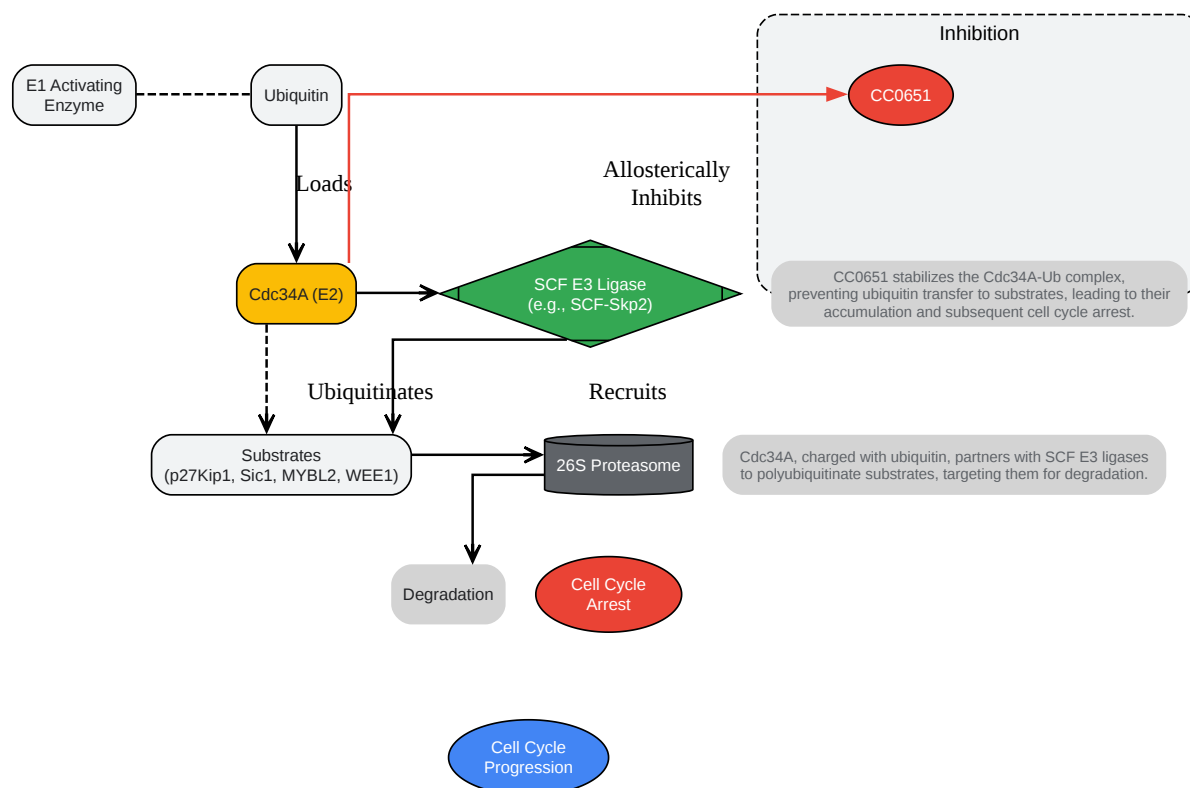 Inhibition
E1 Activating
Enzyme
Ubiquitin
CC0651
Loads
Allosterically
Inhibits
Cdc34A (E2)
SCF E3 Ligase
(e.g., SCF-Skp2)
CC0651 stabilizes the Cdc34A-Ub complex,
preventing ubiquitin transfer to substrates, leading to their
accumulation and subsequent cell cycle arrest.
Ubiquitinates
Recruits
Substrates
(p27Kip1, Sic1, MYBL2, WEE1)
26S Proteasome
Cdc34A, charged with ubiquitin, partners with SCF E3 ligases
to polyubiquitinate substrates, targeting them for degradation.
Degradation
Cell Cycle
Arrest
Cell Cycle
Progression